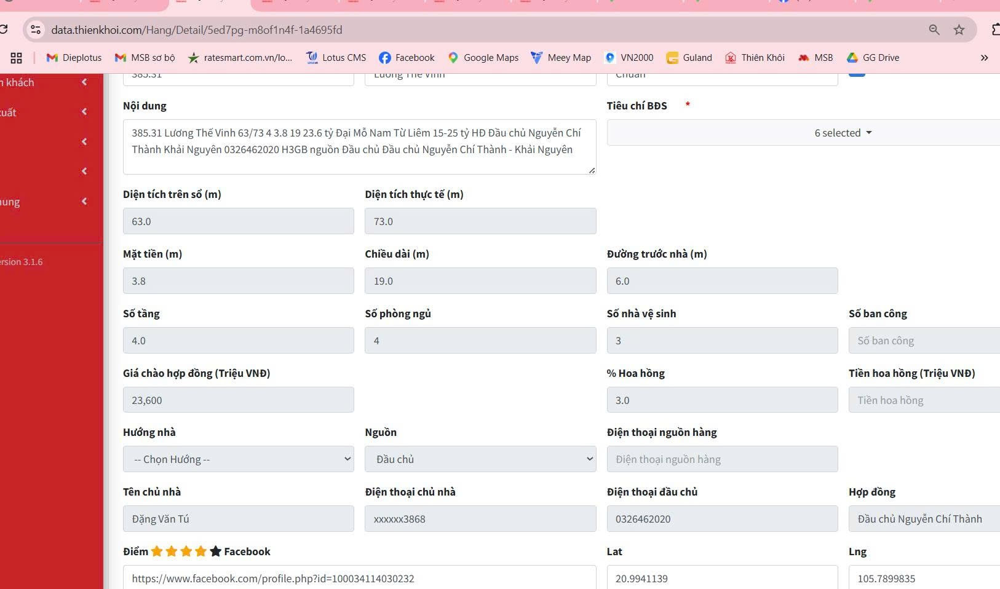 data.thienkhoi.com/Hang/Detail/5ed7pg-m8of1n4f-1a4695fd
Dieplotus MSB sơ bộ ratesmart.com.vn/lo... Lotus CMS Facebook Google Maps Meey Map VN2000 Guland Thiên Khôi MSB GG Drive »
khách
385.31 Lương Thế Vinh Chuẩn
Nội dung Tiêu chí BĐS *
385.31 Lương Thế Vinh 63/73 4 3.8 19 23.6 tỷ Đại Mỗ Nam Từ Liêm 15-25 tỷ HĐ Đầu chủ Nguyễn Chí
6 selected
Thành Khải Nguyên 0326462020 H3GB nguồn Đầu chủ Đầu chủ Nguyễn Chí Thành - Khải Nguyên
Diện tích trên sổ (m) Diện tích thực tế (m)
63.0 73.0
Mặt tiền (m) Chiều dài (m) Đường trước nhà (m)
3.8 19.0 6.0
ersion 3.1.6
Số tầng Số phòng ngủ Số nhà vệ sinh Số ban công
4.0 4 3 Số ban công
Giá chào hợp đồng (Triệu VNĐ) % Hoa hồng Tiền hoa hồng (Triệu VNĐ)
23,600 3.0 Tiền hoa hồng
Hướng nhà Nguồn Điện thoại nguồn hàng
-- Chọn Hướng -- Đầu chủ Điện thoại nguồn hàng
Tên chủ nhà Điện thoại chủ nhà Điện thoại đầu chủ Hợp đồng
Đặng Văn Tú xxxxxx3868 0326462020 Đầu chủ Nguyễn Chí Thành
Điểm Facebook Lat Lng
https://www.facebook.com/profile.php?id=100034114030232 20.9941139 105.7899835